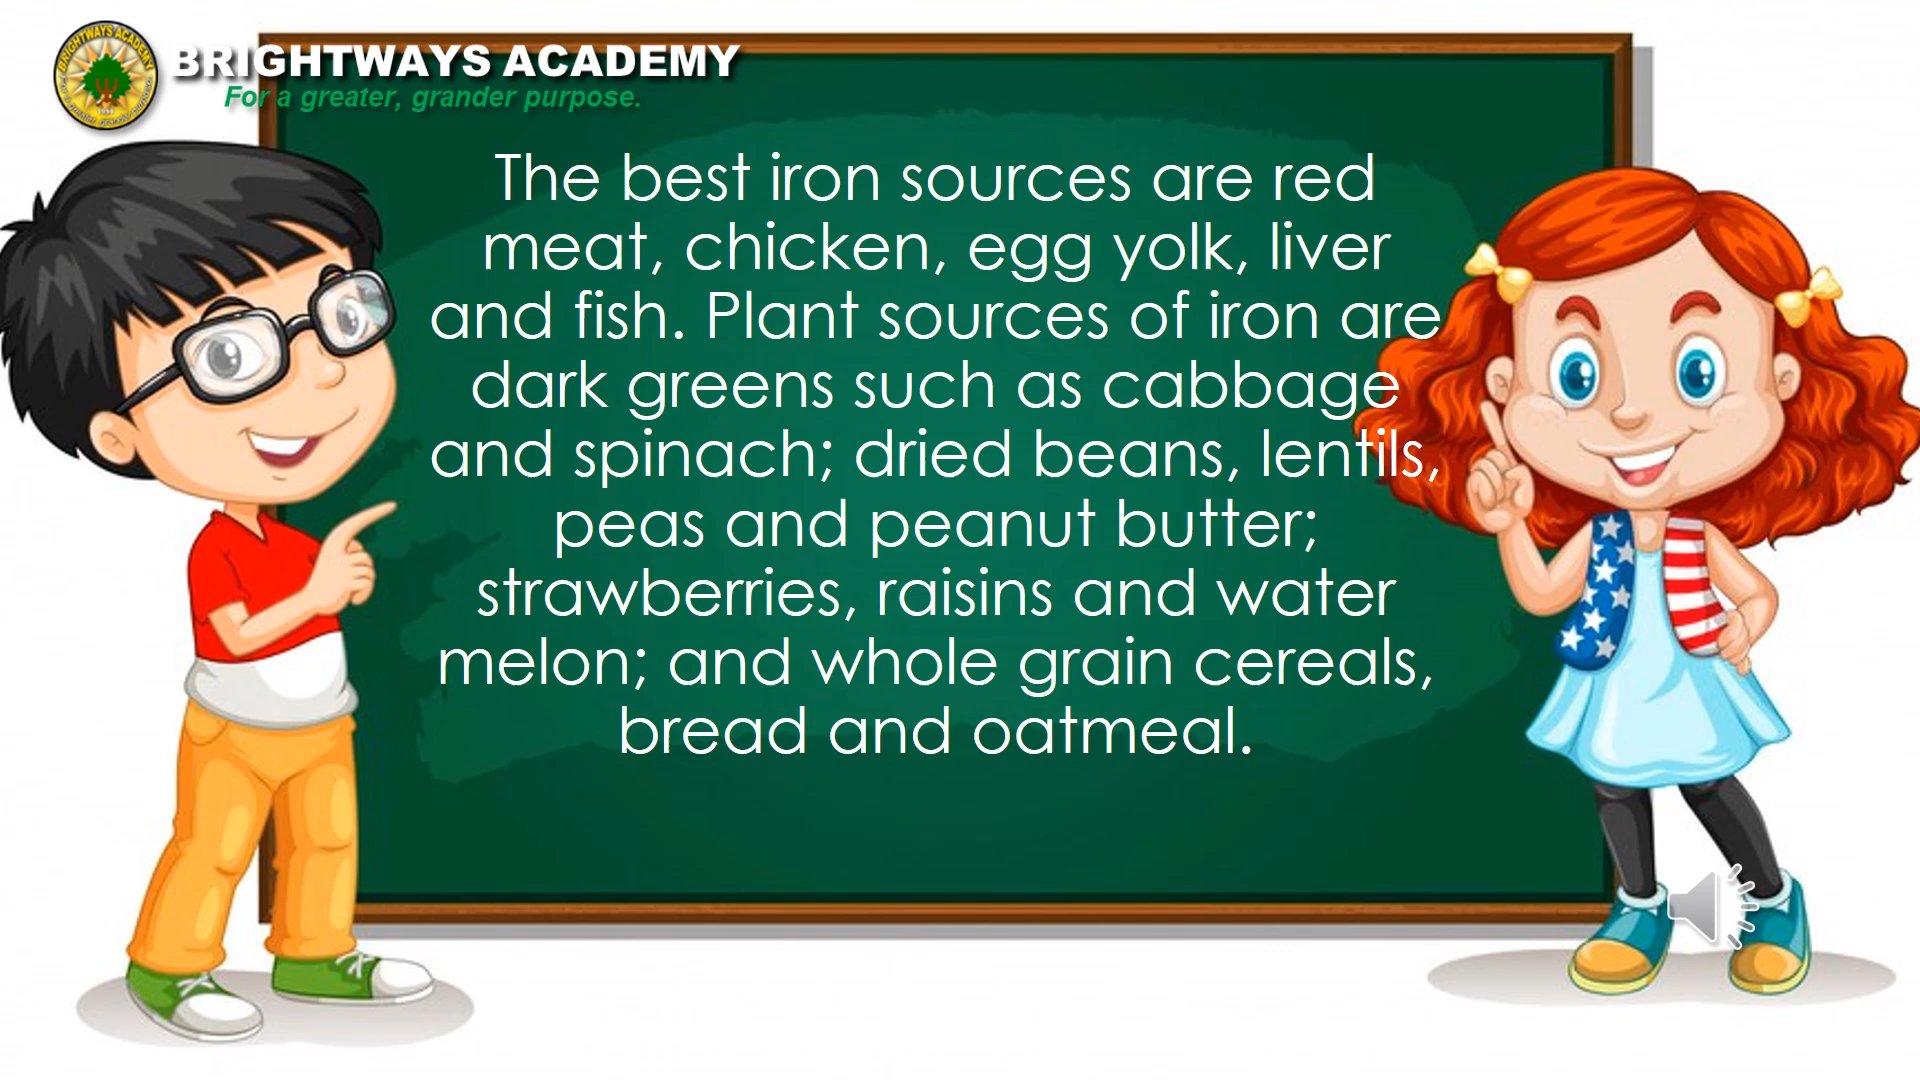 BRIGHTWAYS ACADEMY
BRIGHTWAYS ACADEMY
For a greater, grander purpose.
The best iron sources are red
meat, chicken, egg yolk, liver
and fish. Plant sources of iron are
dark greens such as cabbage
and spinach; dried beans, lentils,
peas and peanut butter;
strawberries, raisins and water
melon; and whole grain cereals,
bread and oatmeal.